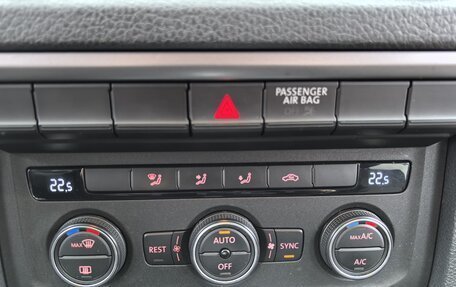 PASSENGER
AIR BAG
22.5
22.5
MAX
REST
AUTO
OFF
SYNC
MAX A/C
A/C